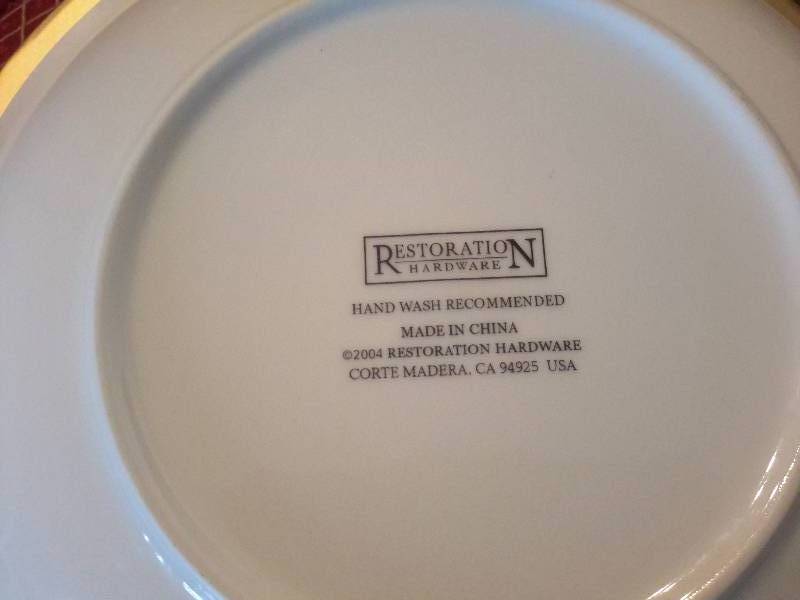 RESTORATION
HARDWARE
HAND WASH RECOMMENDED
MADE IN CHINA
©2004 RESTORATION HARDWARE
CORTE MADERA, CA 94925 USA